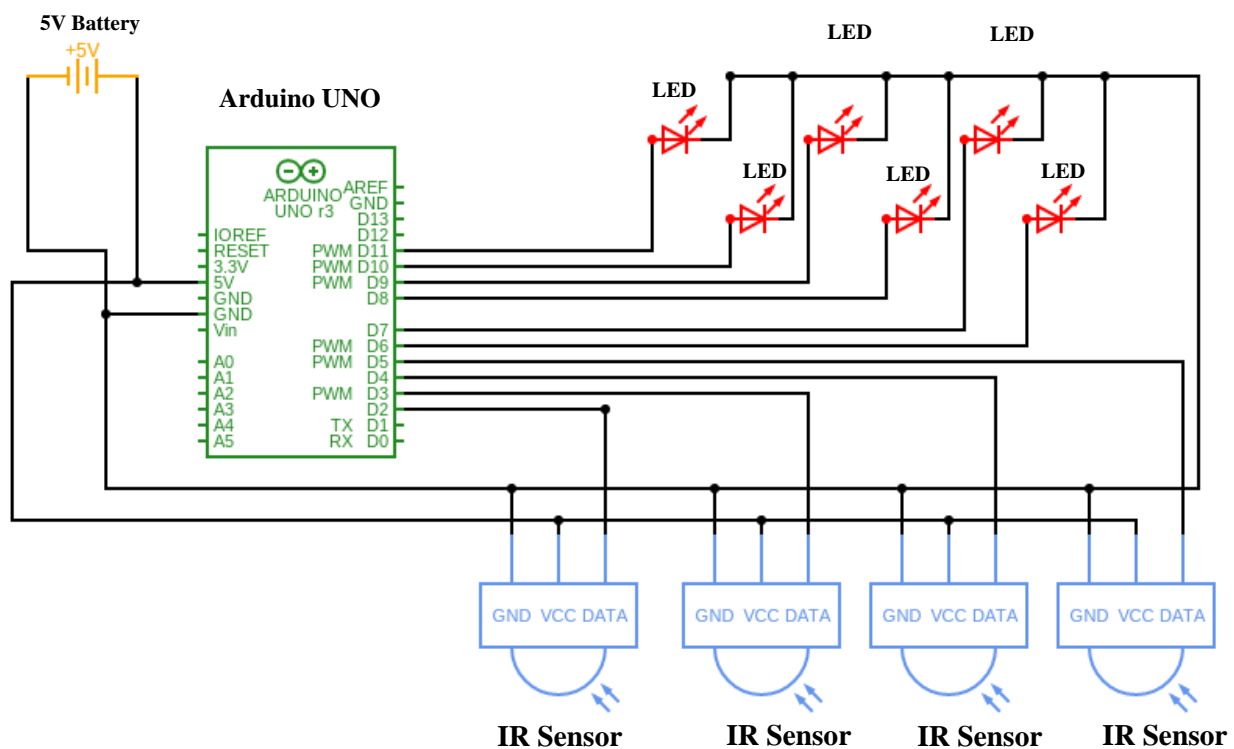 5V Battery
+5V
LED
LED
LED
Arduino UNO
LED
LED
LED
ARDUINO
UNO r3
AREF
GND
D13
D12
PWM D11
PWM D10
PWM D9
D8
D7
PWM D6
PWM D5
D4
PWM D3
D2
TX D1
RX D0
IOREF
RESET
3.3V
5V
GND
GND
Vin
A0
A1
A2
A3
A4
A5
GND VCC DATA
GND VCC DATA
GND VCC DATA
GND VCC DATA
IR Sensor
IR Sensor
IR Sensor
IR Sensor